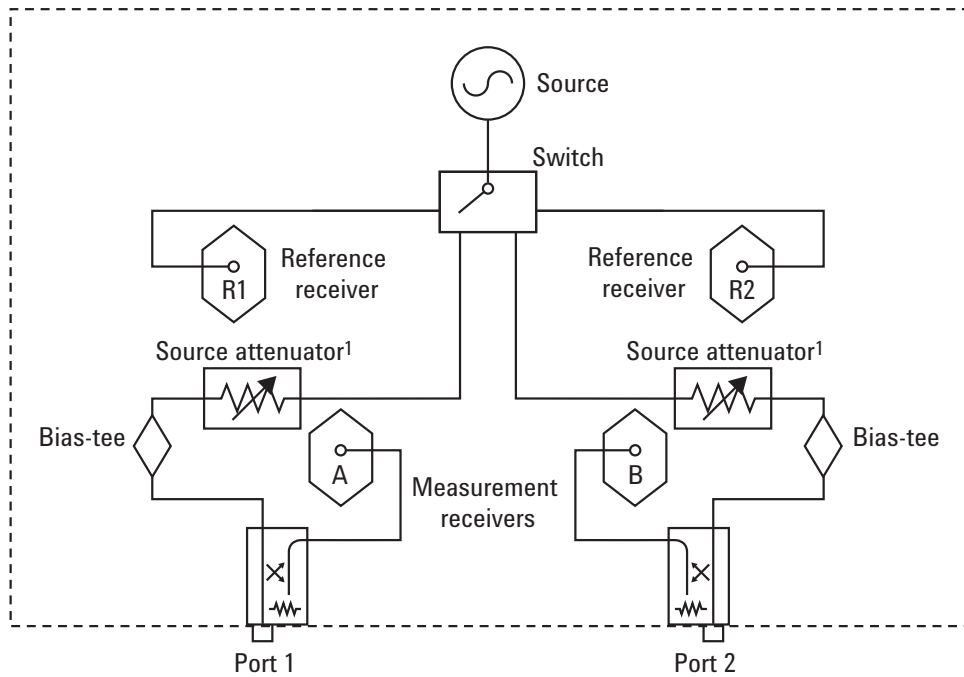 Source
Switch
Reference
receiver
R1
Reference
receiver
R2
Source attenuator¹
Source attenuator¹
Bias-tee
A
Measurement
receivers
B
Bias-tee
Port 1
Port 2